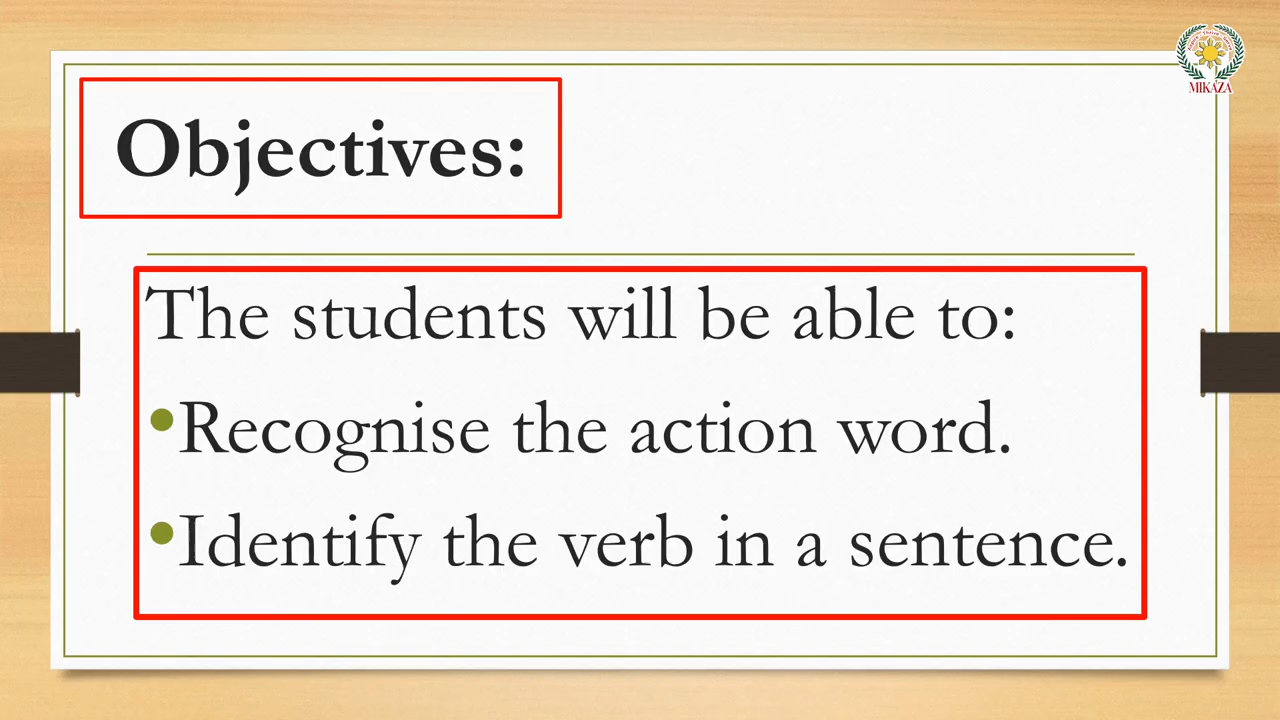 MIKAZA
Objectives:
The students will be able to:
•Recognise the action word.
•Identify the verb in a sentence.